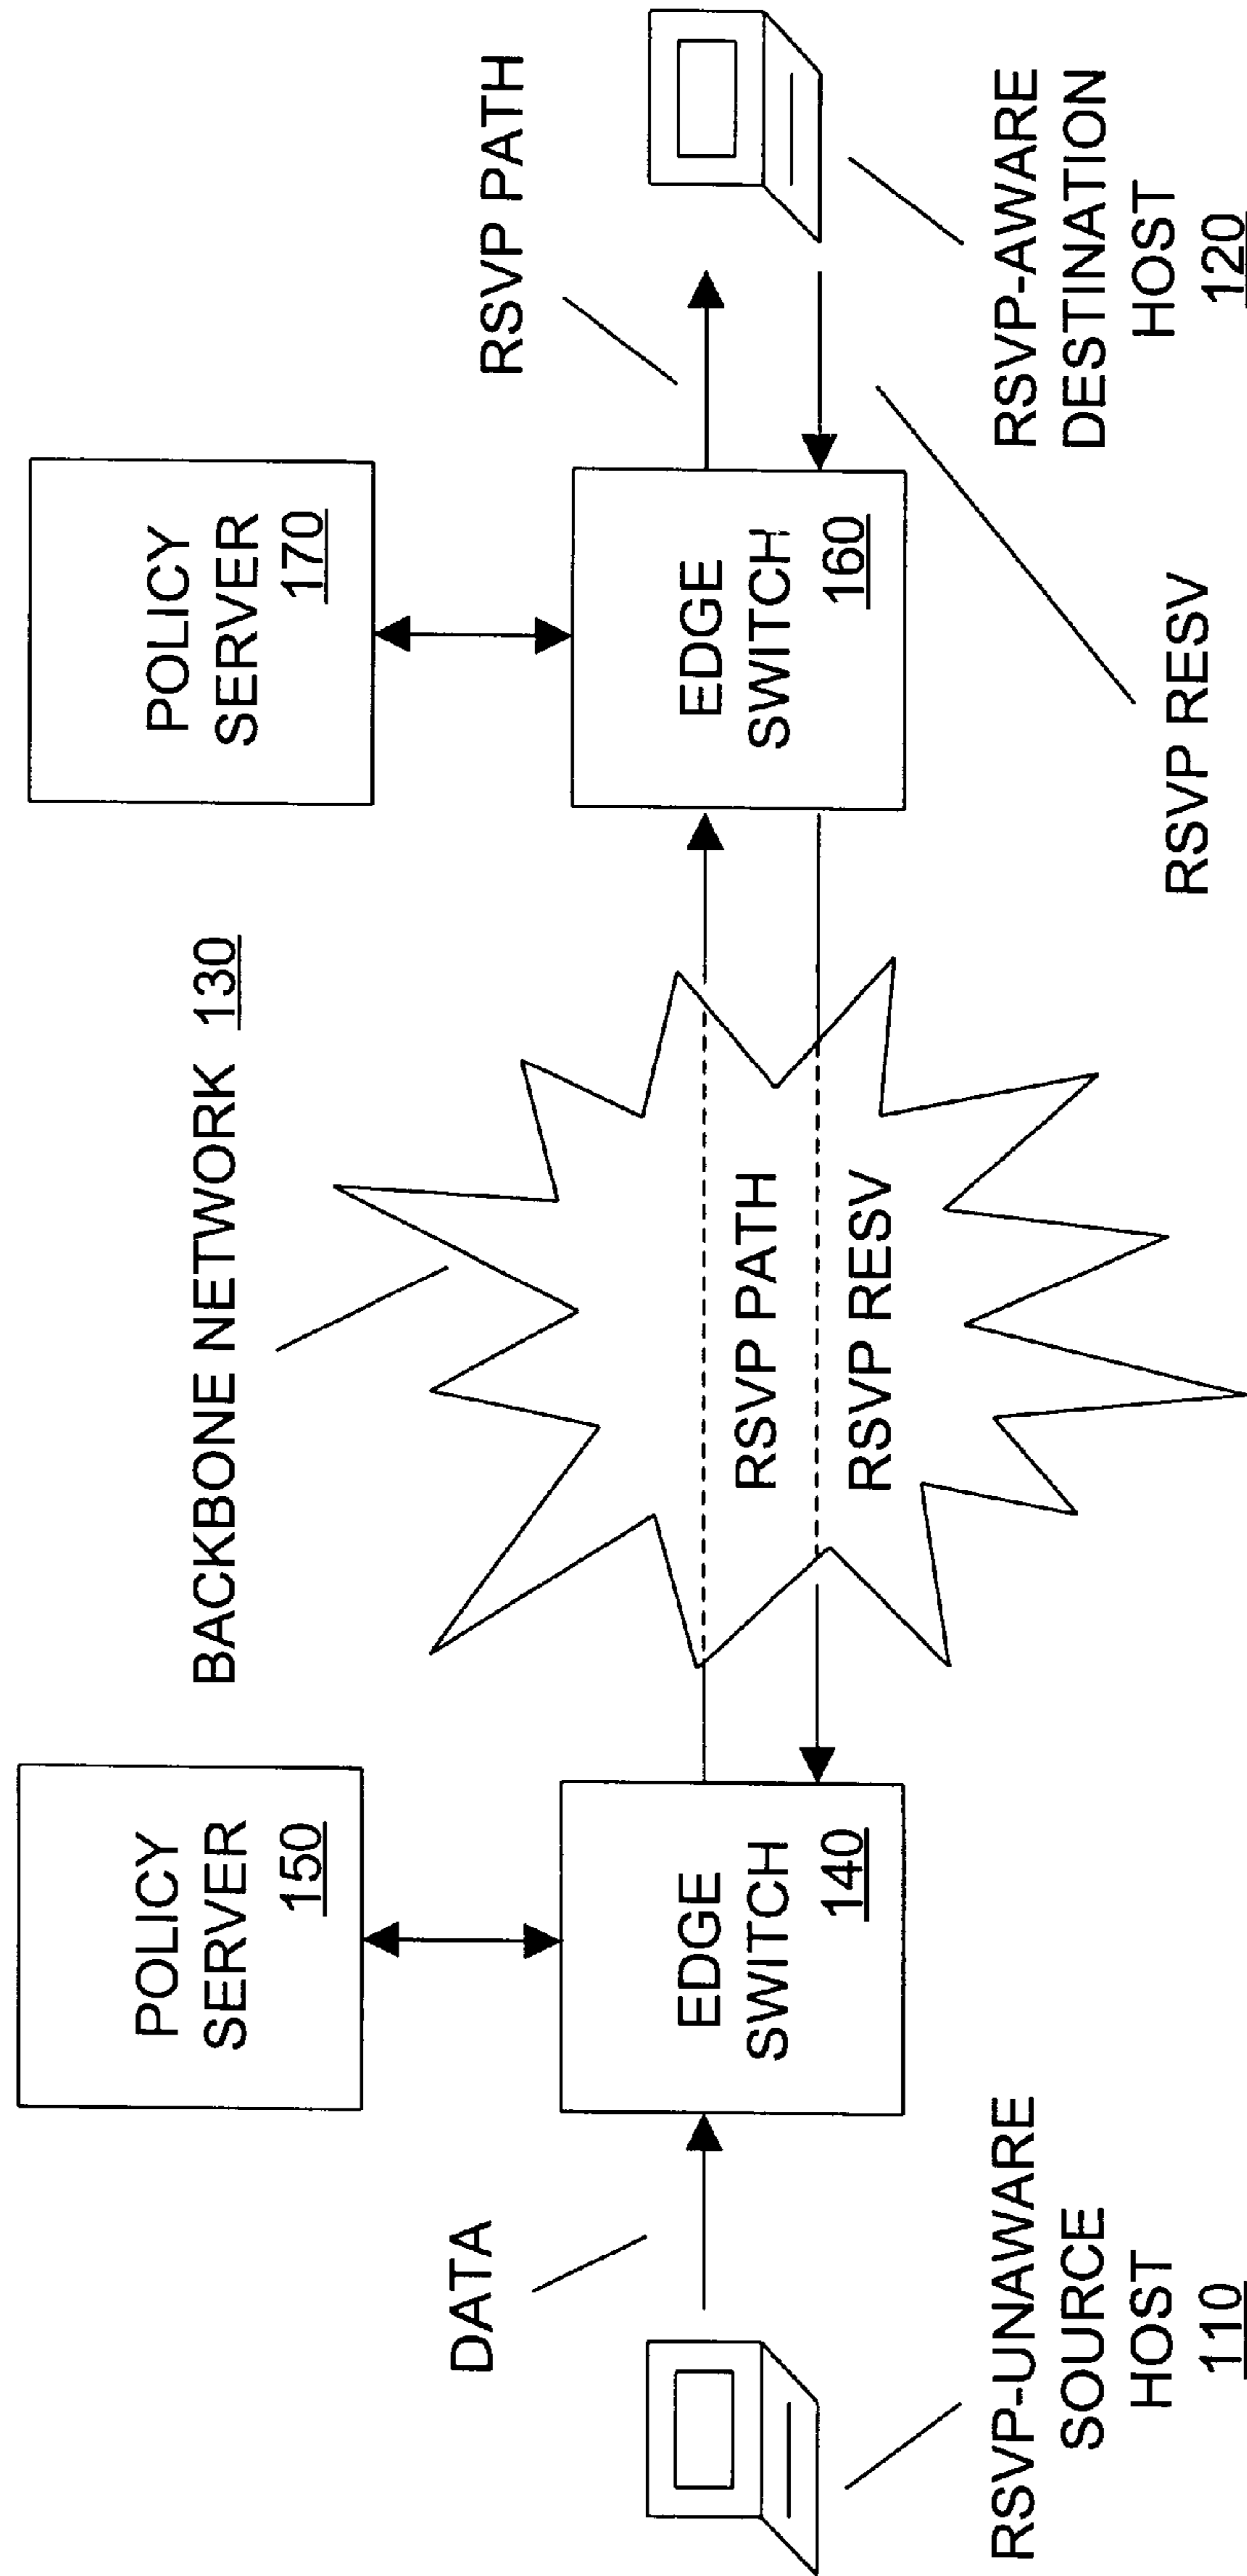 POLICY
SERVER
150
BACKBONE NETWORK 130
POLICY
SERVER
170
DATA
EDGE
SWITCH
140
RSVP PATH
RSVP RESV
EDGE
SWITCH
160
RSVP PATH
RSVP-UNAWARE
SOURCE
HOST
110
RSVP RESV
RSVP-AWARE
DESTINATION
HOST
120